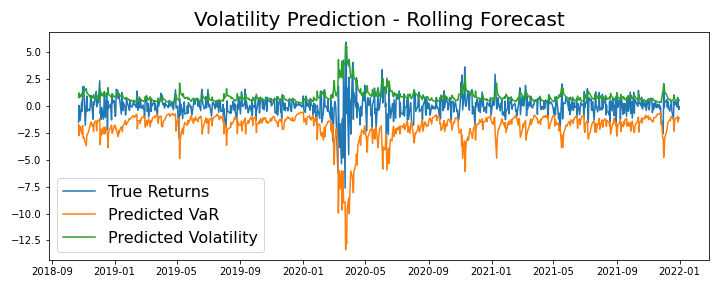 Volatility Prediction - Rolling Forecast
5.0
2.5
0.0
−2.5
−5.0
−7.5
−10.0
−12.5
True Returns
Predicted VaR
Predicted Volatility
2018-09 2019-01 2019-05 2019-09 2020-01 2020-05 2020-09 2021-01 2021-05 2021-09 2022-01